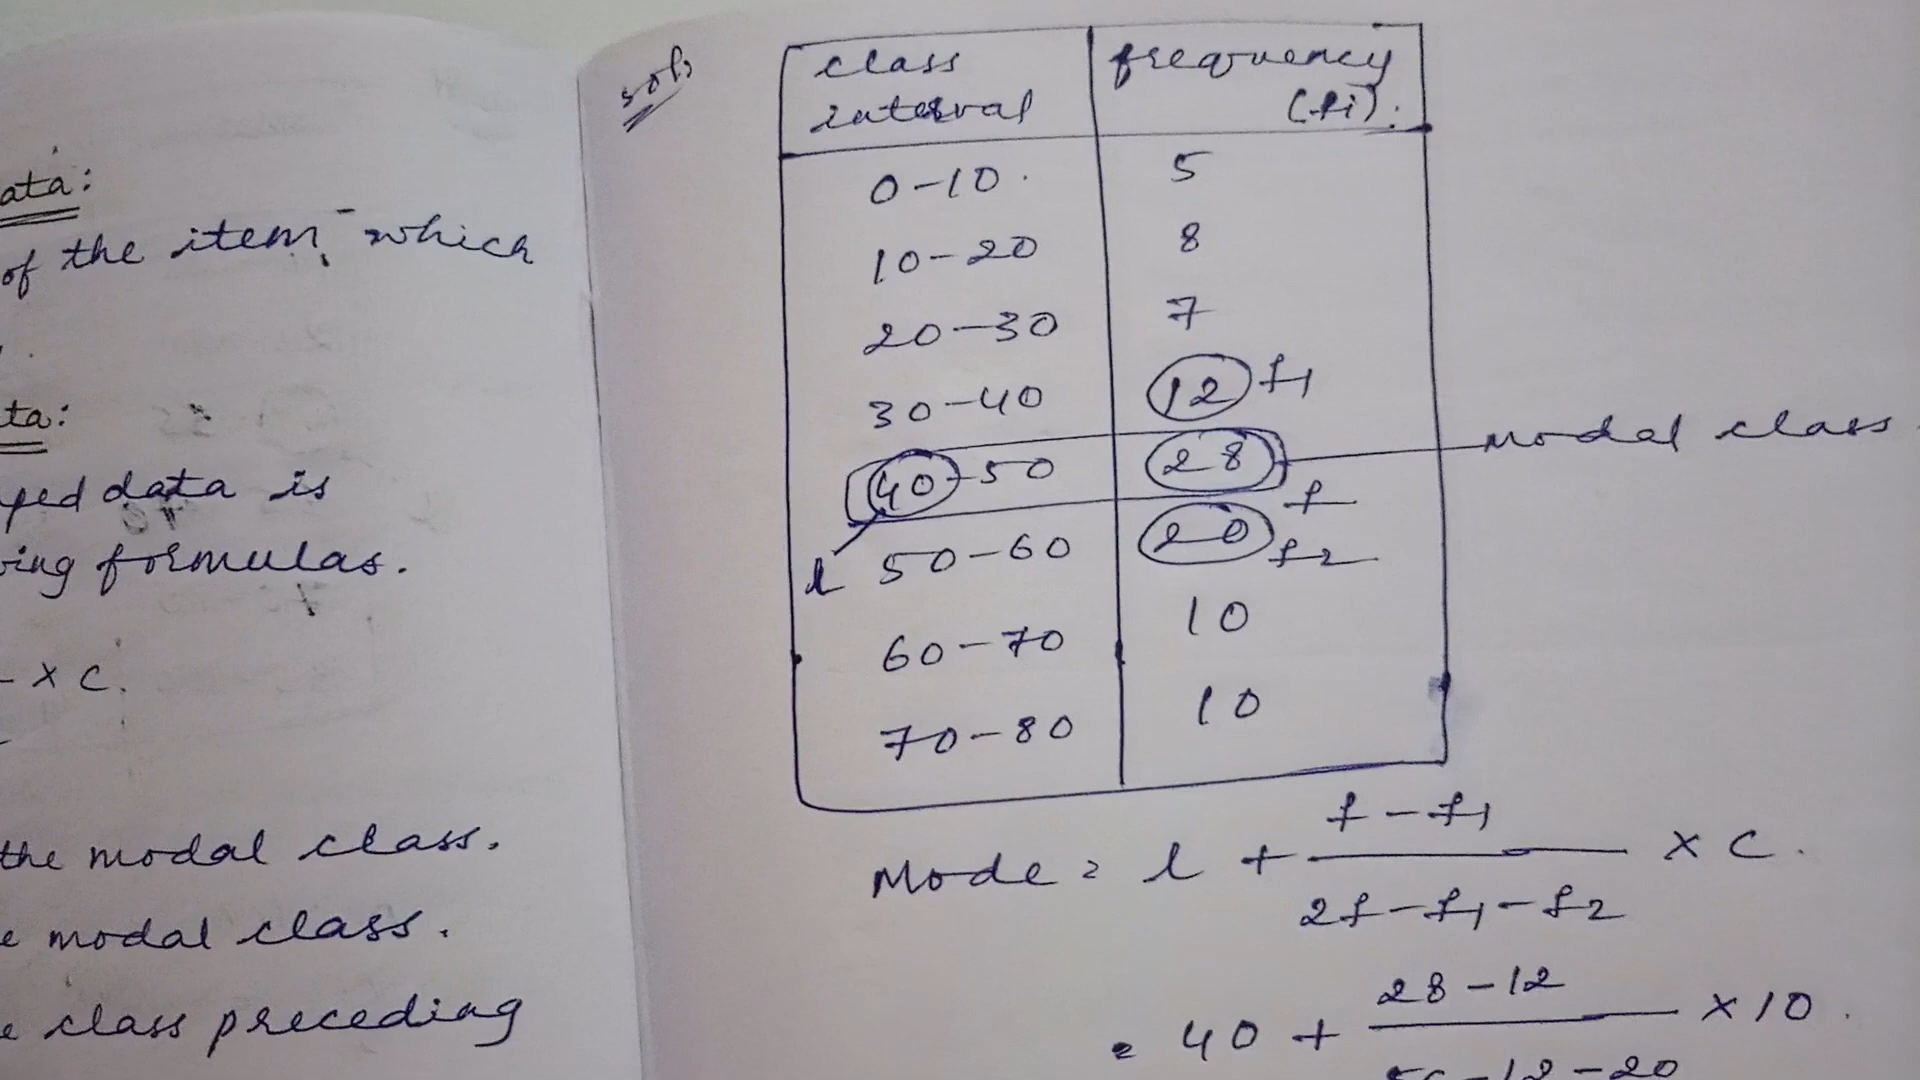 ata:
of the item, which
ta:
ped data is
ing formulas.
× c.
the modal class.
e modal class.
e class preceding
Sol:
class interval frequency (fi).
0-10. 5
10-20 8
20-30 7
30-40 12 f1
40-50 28 f modal class.
l
50-60 20 f2
60-70 10
70-80 10
Mode = l + f - f1 / 2f - f1 - f2 × c.
= 40 + 28 - 12 / 56 - 12 - 20 × 10.